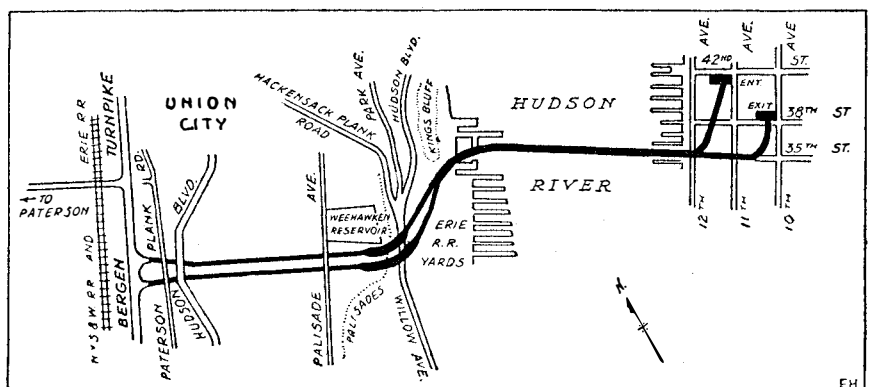 UNION
CITY
ERIE RR
TURNPIKE
← TO
PATERSON
N Y S & W RR AND
BERGEN
PLANK RD.
PATERSON
BLVD.
HUDSON
HACKENSACK PLANK
ROAD
PARK AVE.
HUDSON BLVD.
KINGS BLUFF
AVE.
PALISADE
WEEHAWKEN
RESERVOIR
PALISADES
WILLOW
AVE.
ERIE
R.R.
YARDS
HUDSON
RIVER
AVE.
AVE.
AVE
42ND
ST.
ENT.
EXIT
38TH ST
35TH ST.
12TH
11TH
10TH
N.